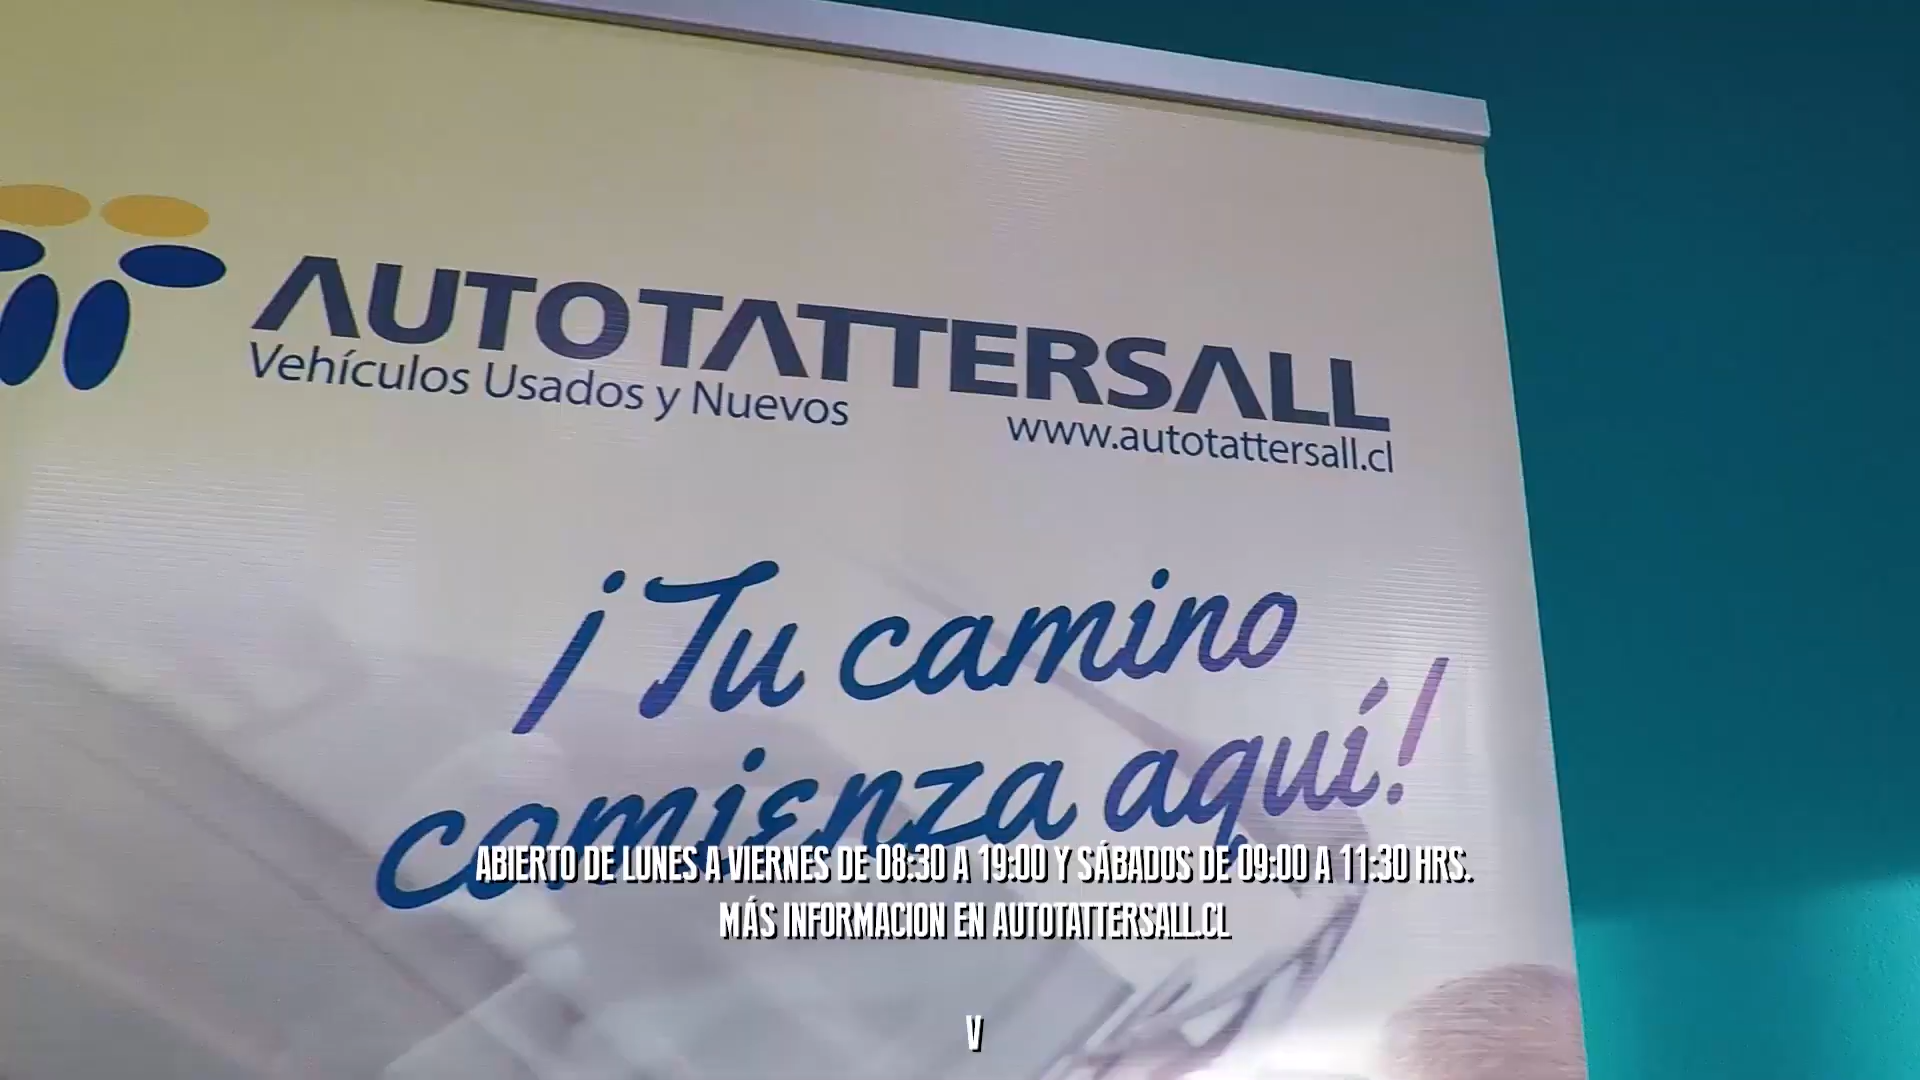 AUTOTATTERSALL
Vehículos Usados y Nuevos
www.autotattersall.cl
¡Tu camino
comienza aquí!
ABIERTO DE LUNES A VIERNES DE 08:30 A 19:00 Y SÁBADOS DE 09:00 A 11:30 HRS.
MÁS INFORMACION EN AUTOTATTERSALL.CL
V